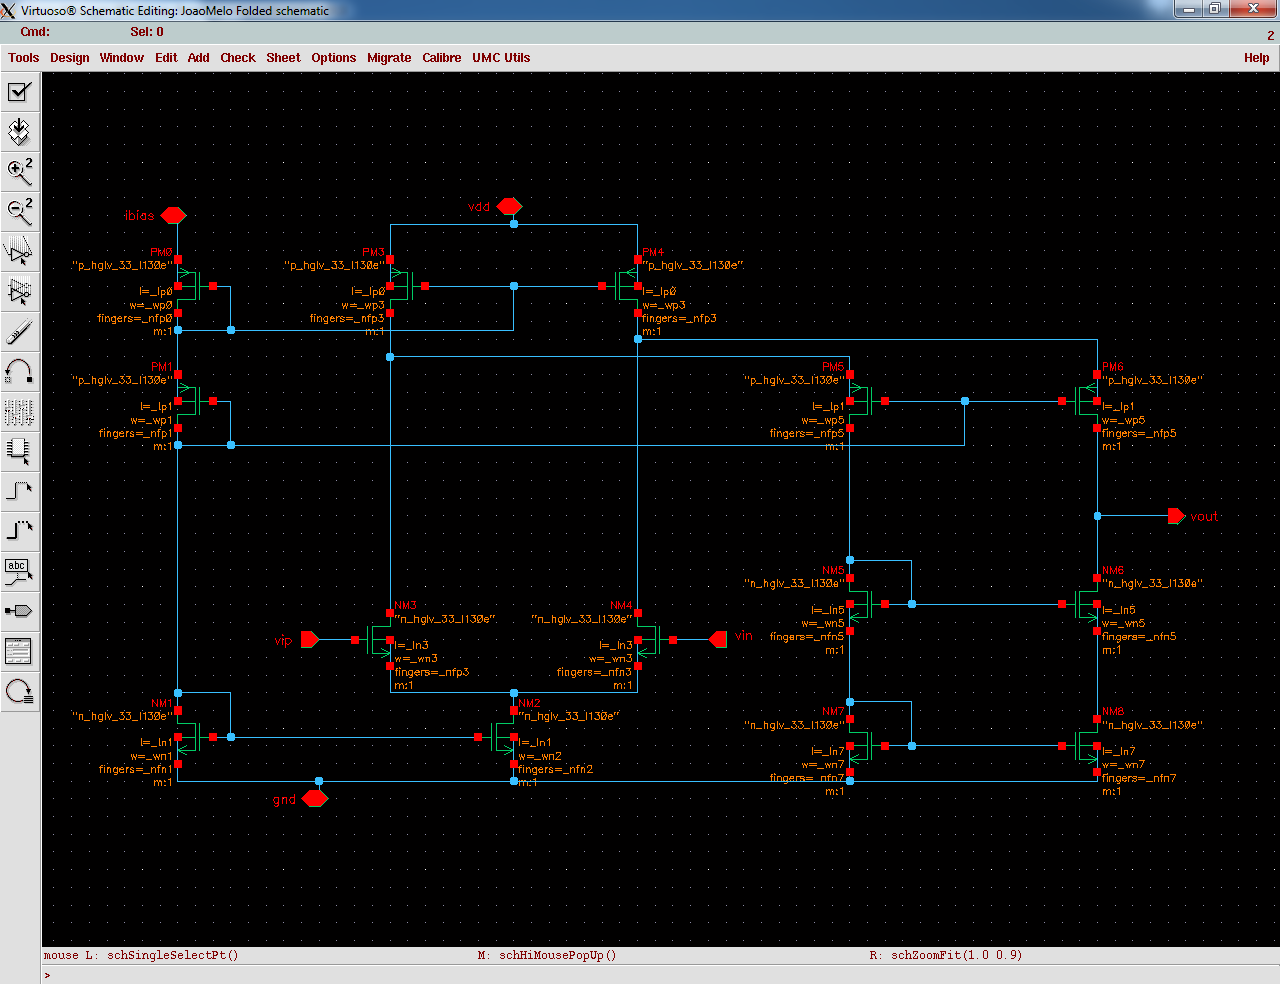 Virtuoso® Schematic Editing: JoaoMelo Folded schematic
Cmd: Sel: 0
2
Tools Design Window Edit Add Check Sheet Options Migrate Calibre UMC Utils Help
2
2
abc
ibias
vdd
PM0
"p_hglv_33_l130e"
l=_lp0
w=_wp0
fingers=_nfp0
m:1
PM3
"p_hglv_33_l130e"
l=_lp0
w=_wp3
fingers=_nfp3
m:1
PM4
"p_hglv_33_l130e"
l=_lp0
w=_wp3
fingers=_nfp3
m:1
PM1
"p_hglv_33_l130e"
l=_lp1
w=_wp1
fingers=_nfp1
m:1
PM5
"p_hglv_33_l130e"
l=_lp1
w=_wp5
fingers=_nfp5
m:1
PM6
"p_hglv_33_l130e"
l=_lp1
w=_wp5
fingers=_nfp5
m:1
vout
NM3
"n_hglv_33_l130e"
vip
l=_ln3
w=_wn3
fingers=_nfp3
m:1
NM4
"n_hglv_33_l130e"
vin
l=_ln3
w=_wn3
fingers=_nfn3
m:1
NM5
"n_hglv_33_l130e"
l=_ln5
w=_wn5
fingers=_nfn5
m:1
NM6
"n_hglv_33_l130e"
l=_ln5
w=_wn5
fingers=_nfn5
m:1
NM1
"n_hglv_33_l130e"
l=_ln1
w=_wn1
fingers=_nfn1
m:1
NM2
"n_hglv_33_l130e"
l=_ln1
w=_wn2
fingers=_nfn2
m:1
NM7
"n_hglv_33_l130e"
l=_ln7
w=_wn7
fingers=_nfn7
m:1
NM8
"n_hglv_33_l130e"
l=_ln7
w=_wn7
fingers=_nfn7
m:1
gnd
mouse L: schSingleSelectPt() M: schHiMousePopUp() R: schZoomFit(1.0 0.9)
>